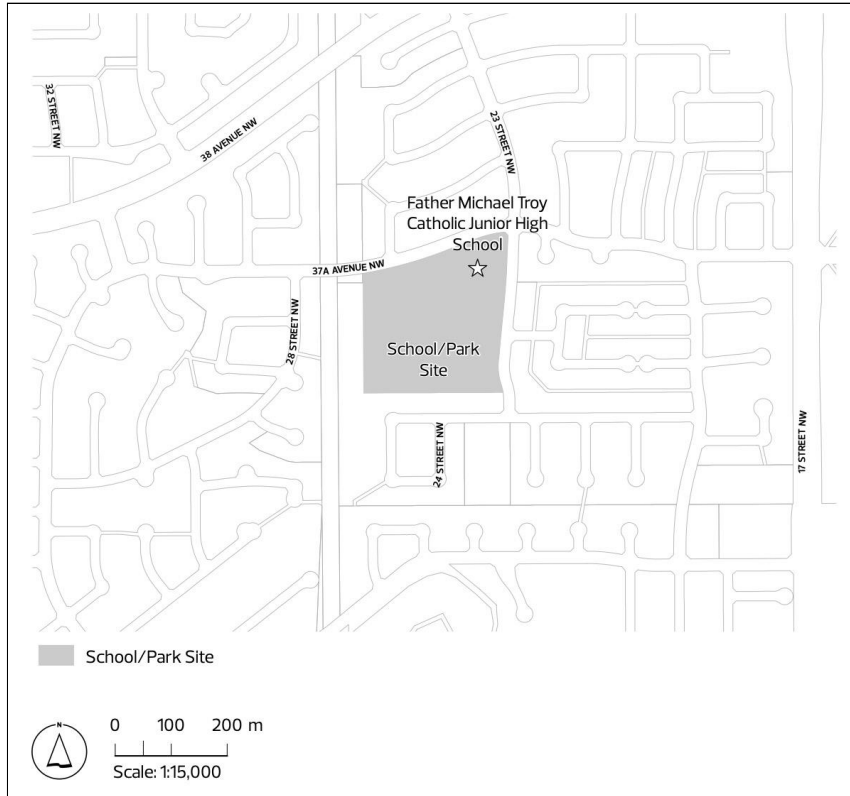 32 STREET NW
38 AVENUE NW
23 STREET NW
Father Michael Troy
Catholic Junior High
School
37A AVENUE NW
28 STREET NW
School/Park
Site
24 STREET NW
17 STREET NW
School/Park Site
N
0 100 200 m
Scale: 1:15,000